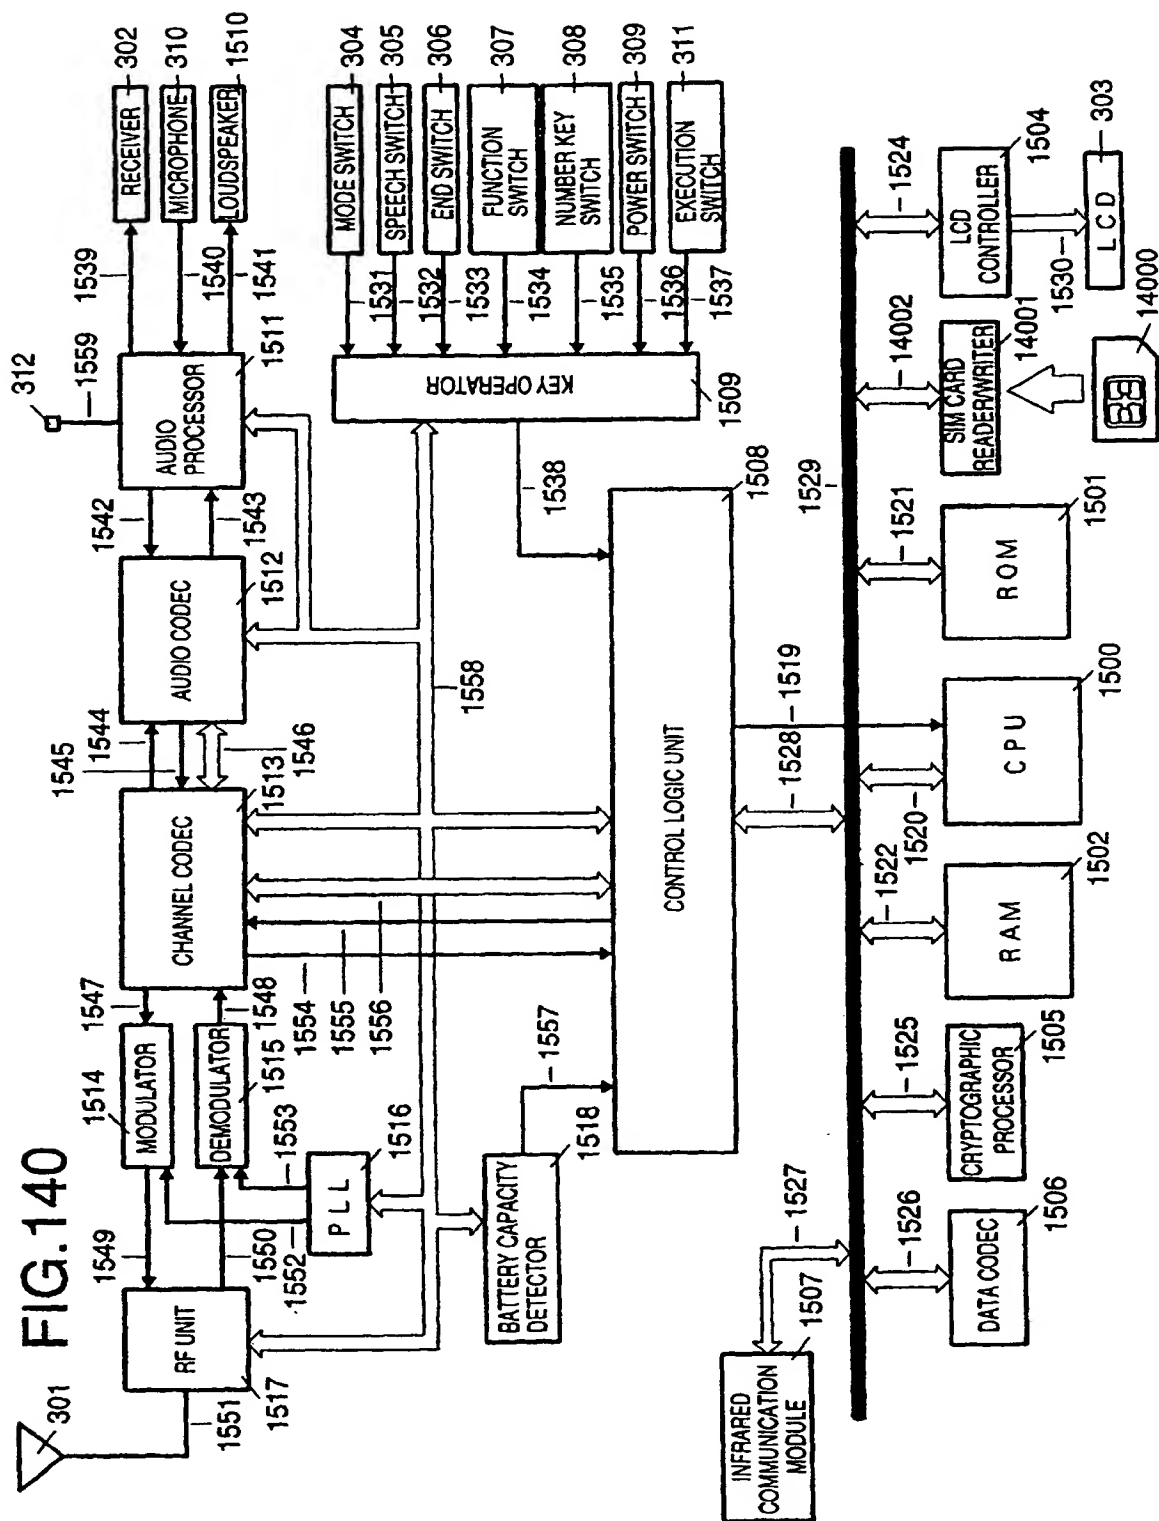 FIG.140
301
1551
RF UNIT
1517
1549
1550
1552
1553
1514
MODULATOR
DEMODULATOR
1515
PLL
1516
1547
1548
CHANNEL CODEC
1513
1545
1544
1546
AUDIO CODEC
1512
1542
1543
312
1559
AUDIO
PROCESSOR
1511
1539
1540
1541
RECEIVER
302
MICROPHONE
310
LOUDSPEAKER
1510
1554
1555
1556
1558
BATTERY CAPACITY
DETECTOR
1518
1557
KEY OPERATOR
1509
1538
1531
1532
1533
1534
1535
1536
1537
MODE SWITCH
304
SPEECH SWITCH
305
END SWITCH
306
FUNCTION
SWITCH
307
NUMBER KEY
SWITCH
308
POWER SWITCH
309
EXECUTION
SWITCH
311
CONTROL LOGIC UNIT
1508
1528
1519
1529
INFRARED
COMMUNICATION
MODULE
1507
1527
1526
DATA CODEC
1506
1525
CRYPTOGRAPHIC
PROCESSOR
1505
1522
RAM
1502
1520
CPU
1500
1521
ROM
1501
14002
SIM CARD
READER/WRITER
14001
14000
1524
LCD
CONTROLLER
1504
1530
LCD
303